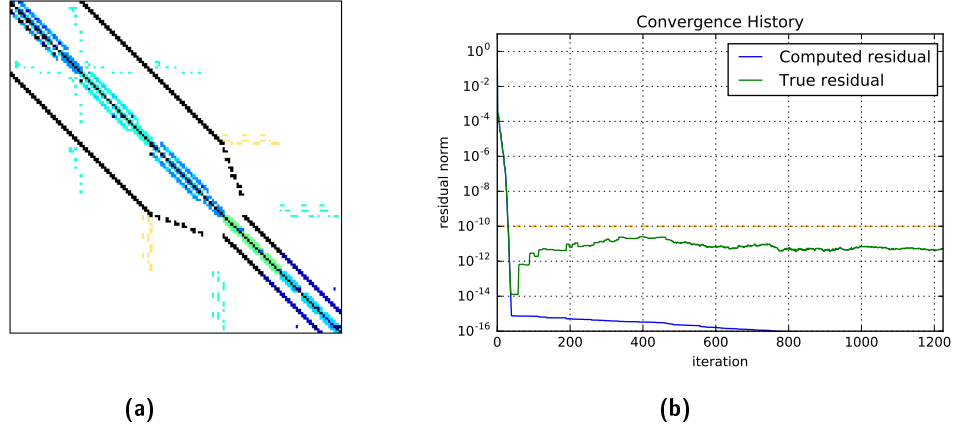 Convergence History
10^0
10^-2
10^-4
10^-6
10^-8
10^-10
10^-12
10^-14
10^-16
residual norm
Computed residual
True residual
0 200 400 600 800 1000 1200
iteration
(a) (b)